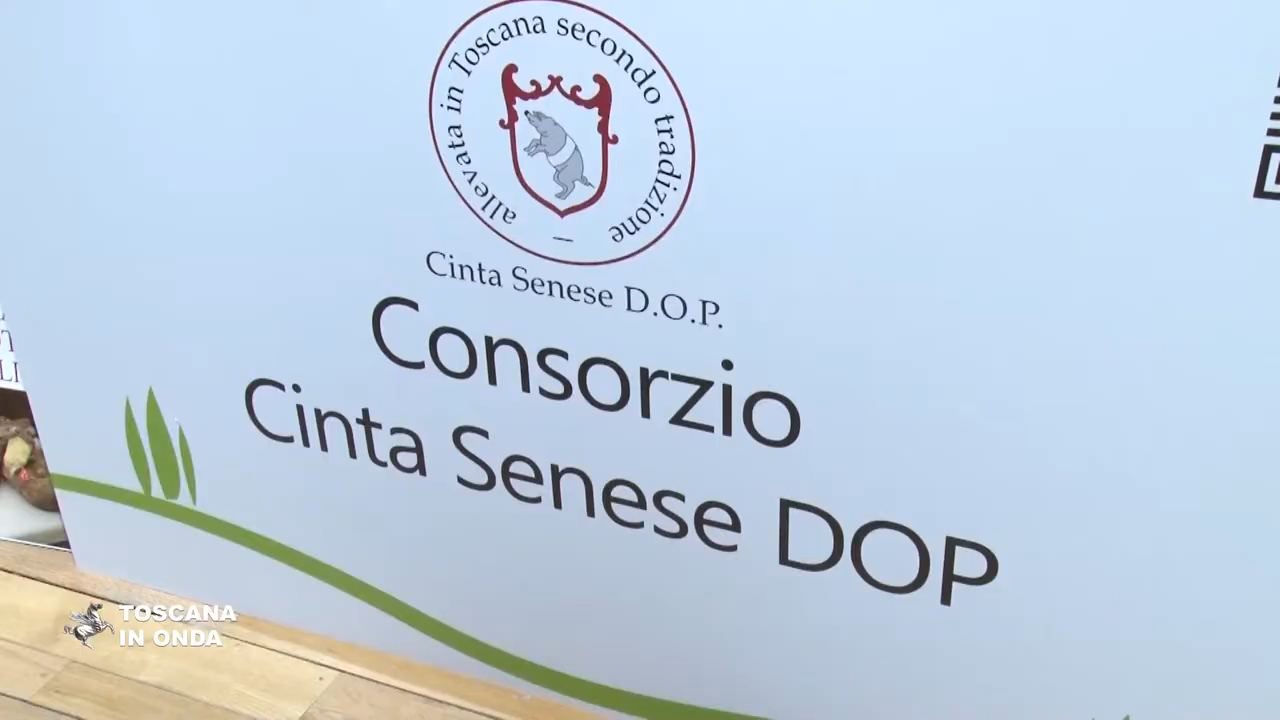 allevata in Toscana secondo tradizione
Cinta Senese D.O.P.
Consorzio
Cinta Senese DOP
TOSCANA
IN ONDA